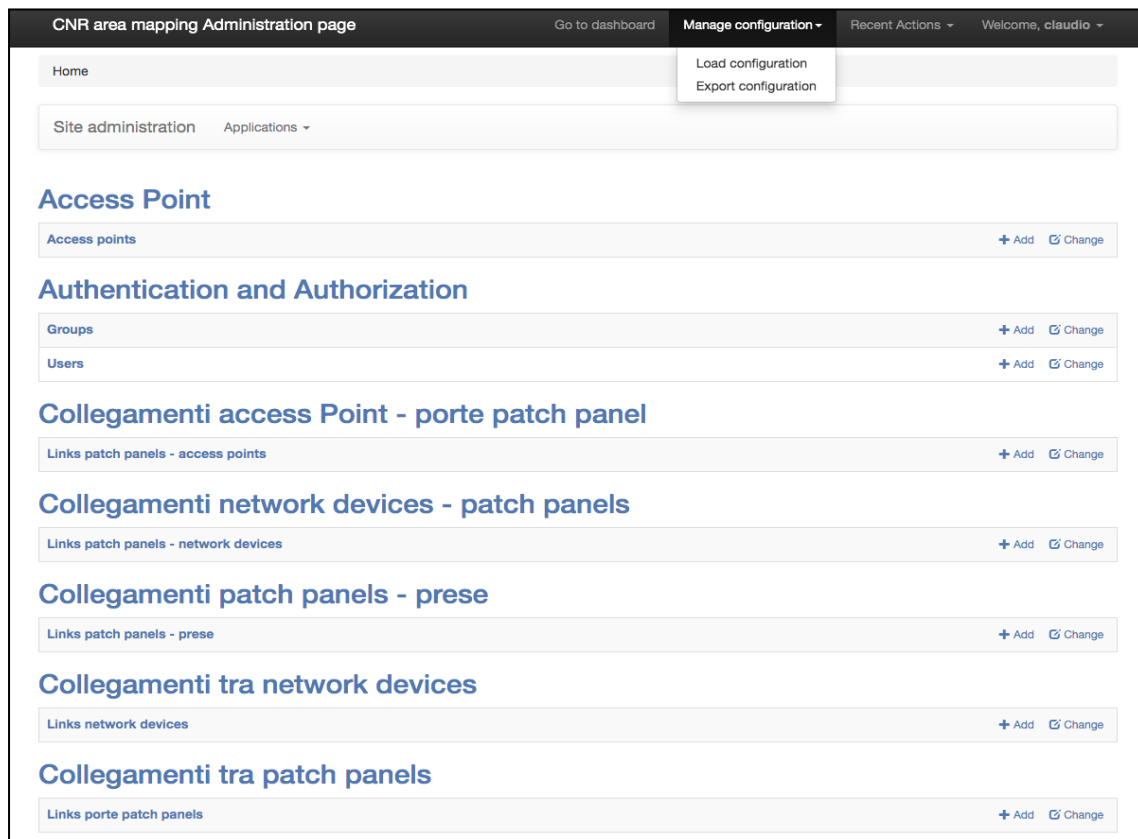 CNR area mapping Administration page Go to dashboard Manage configuration Recent Actions Welcome, claudio
Load configuration
Export configuration
Home
Site administration Applications
Access Point
Access points Add Change
Authentication and Authorization
Groups Add Change
Users Add Change
Collegamenti access Point - porte patch panel
Links patch panels - access points Add Change
Collegamenti network devices - patch panels
Links patch panels - network devices Add Change
Collegamenti patch panels - prese
Links patch panels - prese Add Change
Collegamenti tra network devices
Links network devices Add Change
Collegamenti tra patch panels
Links porte patch panels Add Change